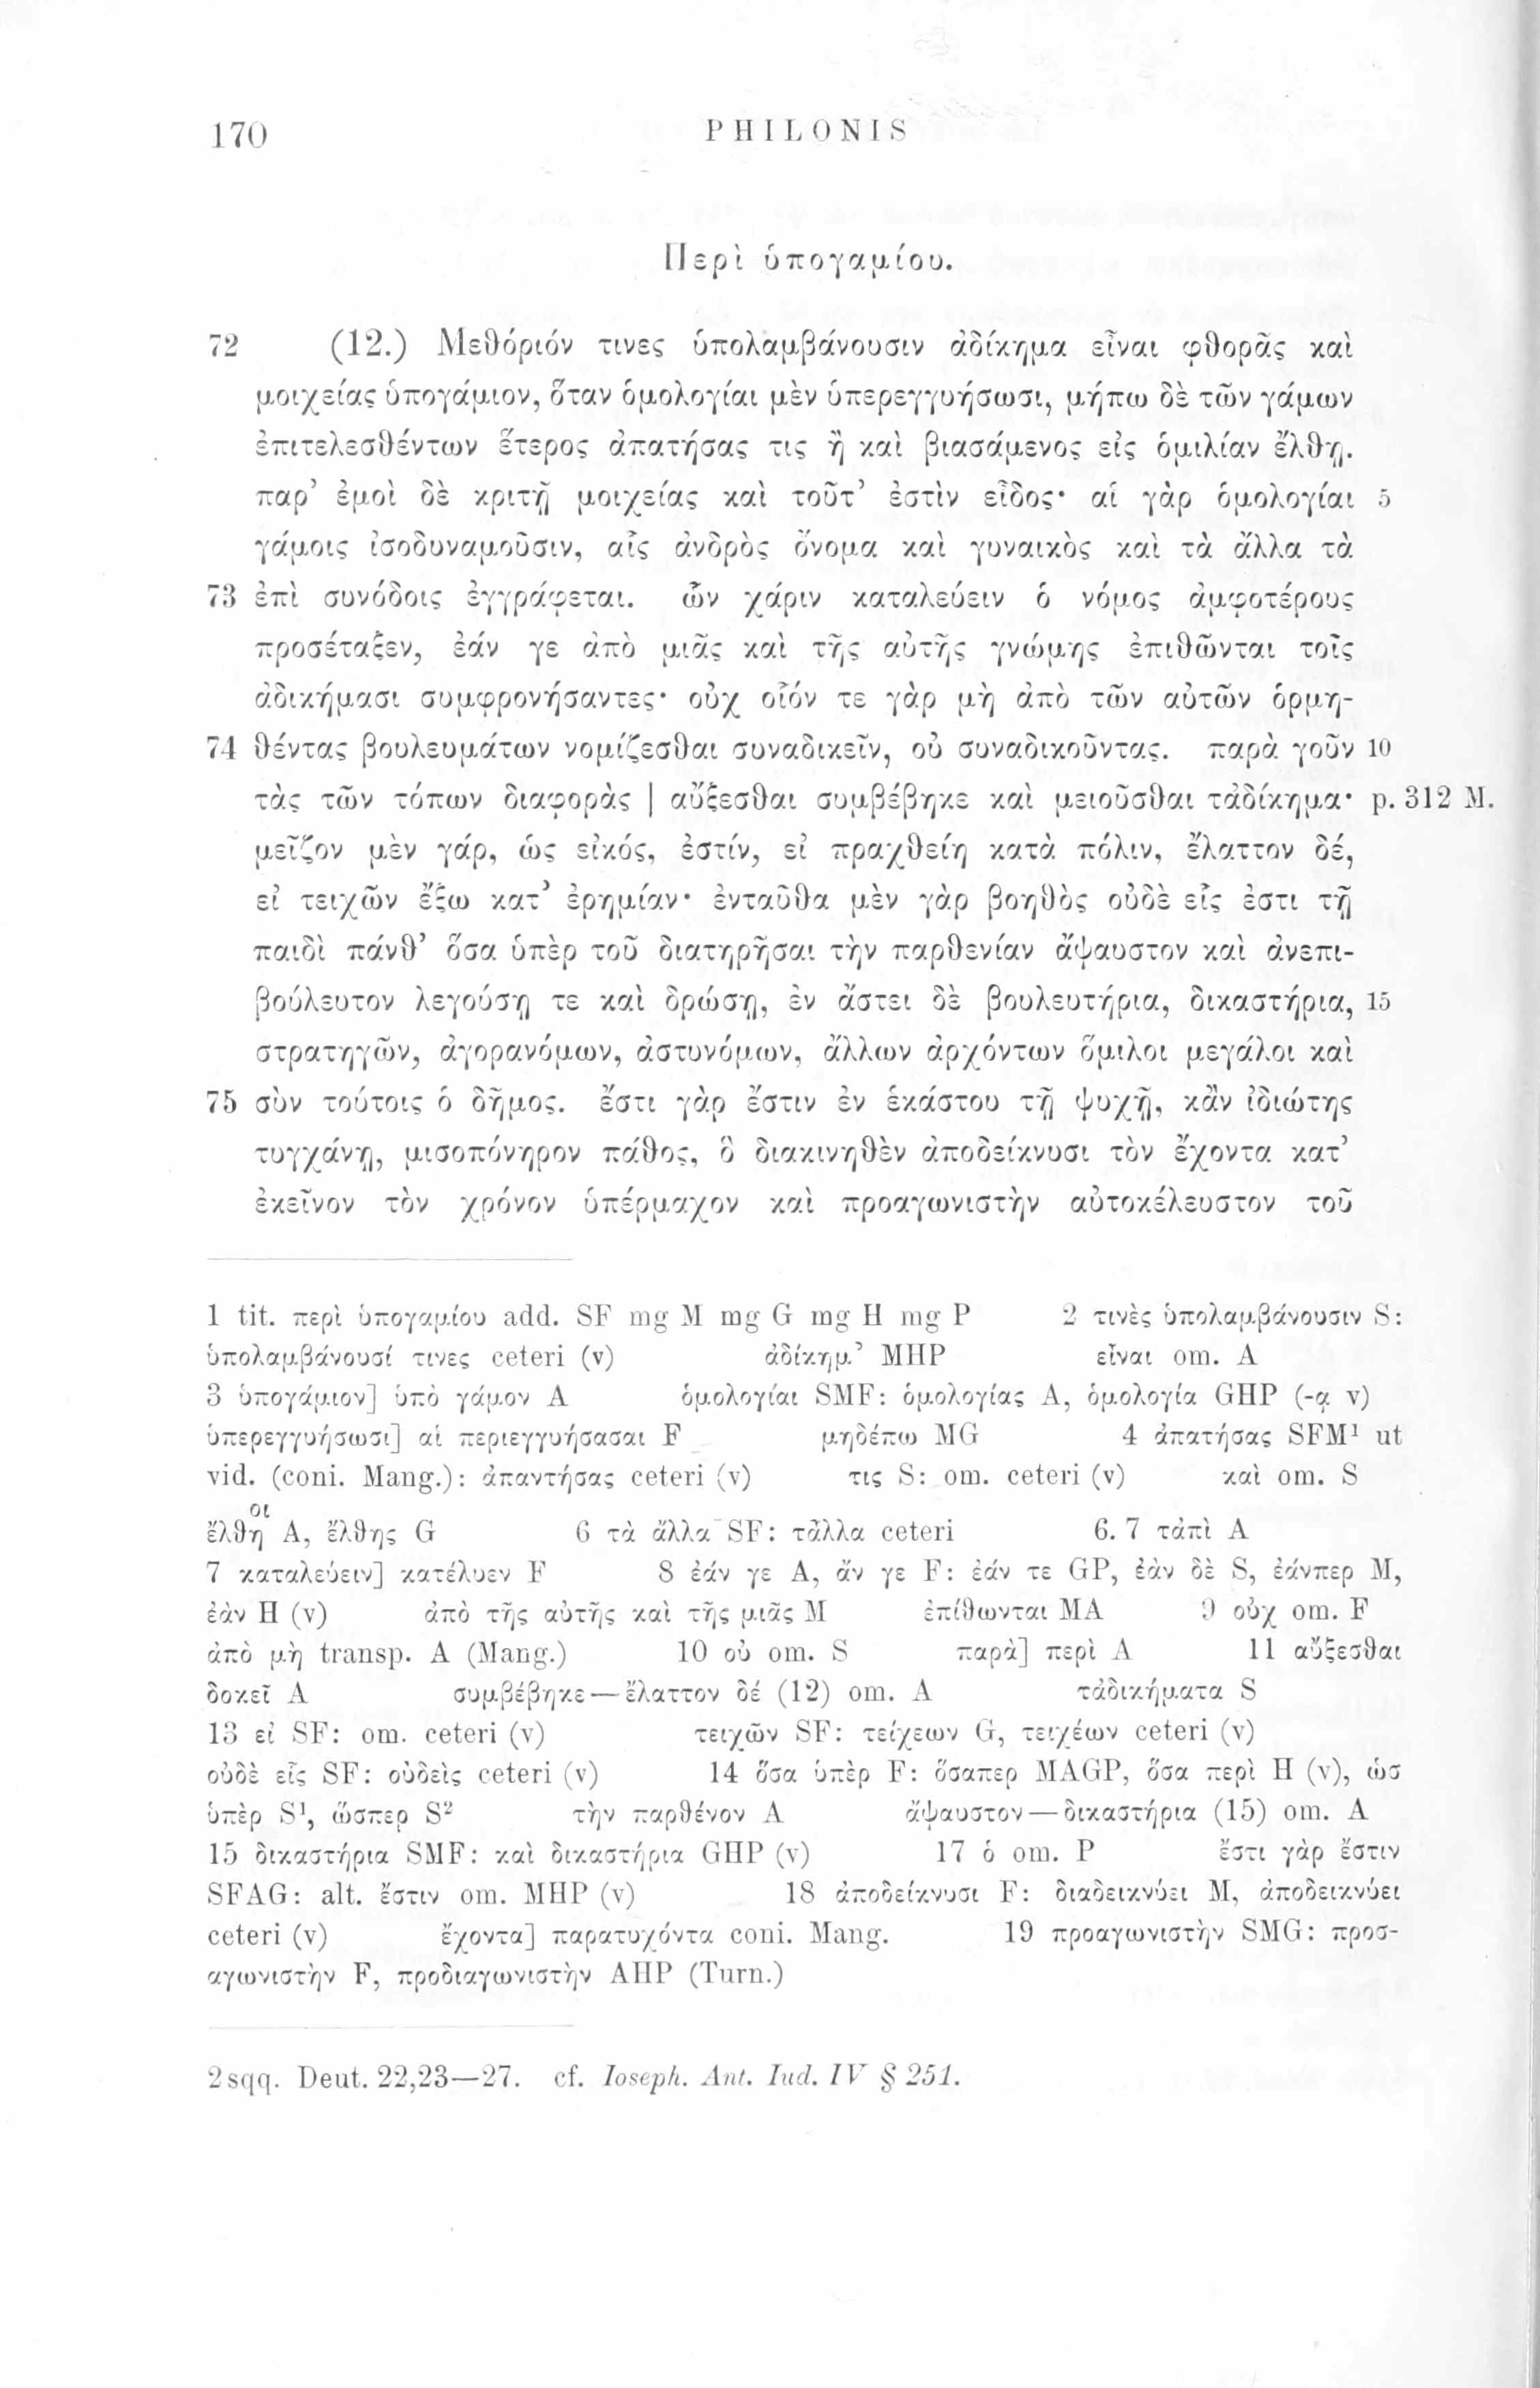 170 PHILONIS
Περὶ ὑπογαμίου.
72 (12.) Μεθόριόν τινες ὑπολαμβάνουσιν ἀδίκημα εἶναι φθορᾶς καὶ
μοιχείας ὑπογάμιον, ὅταν ὁμολογίαι μὲν ὑπερεγγυήσωσι, μήπω δὲ τῶν γάμων
ἐπιτελεσθέντων ἕτερος ἀπατήσας τις ἢ καὶ βιασάμενος εἰς ὁμιλίαν ἔλθῃ.
παρ’ ἐμοὶ δὲ κριτῇ μοιχείας καὶ τοῦτ’ ἐστὶν εἶδος· αἱ γὰρ ὁμολογίαι 5
γάμοις ἰσοδυναμοῦσιν, αἷς ἀνδρὸς ὄνομα καὶ γυναικὸς καὶ τὰ ἄλλα τὰ
73 ἐπὶ συνόδοις ἐγγράφεται. ὧν χάριν καταλεύειν ὁ νόμος ἀμφοτέρους
προσέταξεν, ἐάν γε ἀπὸ μιᾶς καὶ τῆς αὐτῆς γνώμης ἐπιθῶνται τοῖς
ἀδικήμασι συμφρονήσαντες· οὐχ οἷόν τε γὰρ μὴ ἀπὸ τῶν αὐτῶν ὁρμη-
74 θέντας βουλευμάτων νομίζεσθαι συναδικεῖν, οὐ συναδικοῦντας. παρὰ γοῦν 10
τὰς τῶν τόπων διαφορὰς | αὔξεσθαι συμβέβηκε καὶ μειοῦσθαι τἀδίκημα· p. 312 M.
μεῖζον μὲν γάρ, ὡς εἰκός, ἐστίν, εἰ πραχθείη κατὰ πόλιν, ἔλαττον δέ,
εἰ τειχῶν ἔξω κατ’ ἐρημίαν· ἐνταῦθα μὲν γὰρ βοηθὸς οὐδὲ εἷς ἐστι τῇ
παιδὶ πάνθ’ ὅσα ὑπὲρ τοῦ διατηρῆσαι τὴν παρθενίαν ἄψαυστον καὶ ἀνεπι-
βούλευτον λεγούσῃ τε καὶ δρώσῃ, ἐν ἄστει δὲ βουλευτήρια, δικαστήρια, 15
στρατηγῶν, ἀγορανόμων, ἀστυνόμων, ἄλλων ἀρχόντων ὅμιλοι μεγάλοι καὶ
75 σὺν τούτοις ὁ δῆμος. ἔστι γὰρ ἔστιν ἐν ἑκάστου τῇ ψυχῇ, κἂν ἰδιώτης
τυγχάνῃ, μισοπόνηρον πάθος, ὃ διακινηθὲν ἀποδείκνυσι τὸν ἔχοντα κατ’
ἐκεῖνον τὸν χρόνον ὑπέρμαχον καὶ προαγωνιστὴν αὐτοκέλευστον τοῦ
1 tit. περὶ ὑπογαμίου add. SF mg M mg G mg H mg P 2 τινὲς ὑπολαμβάνουσιν S:
ὑπολαμβάνουσί τινες ceteri (v) ἀδίκημ’ MHP εἶναι om. A
3 ὑπογάμιον] ὑπὸ γάμον A ὁμολογίαι SMF: ὁμολογίας A, ὁμολογία GHP (-ᾳ v)
ὑπερεγγυήσωσι] αἱ περιεγγυήσασαι F μηδέπω MG 4 ἀπατήσας SFM¹ ut
vid. (coni. Mang.): ἀπαντήσας ceteri (v) τις S: om. ceteri (v) καὶ om. S
οι
ἔλθη A, ἔλθης G 6 τὰ ἄλλα SF: τἆλλα ceteri 6. 7 τἀπὶ A
7 καταλεύειν] κατέλυεν F 8 ἐάν γε A, ἄν γε F: ἐάν τε GP, ἐὰν δὲ S, ἐάνπερ M,
ἐὰν H (v) ἀπὸ τῆς αὐτῆς καὶ τῆς μιᾶς M ἐπίθωνται MA 9 οὐχ om. F
ἀπὸ μὴ transp. A (Mang.) 10 οὐ om. S παρὰ] περὶ A 11 αὔξεσθαι
δοκεῖ A συμβέβηκε—ἔλαττον δέ (12) om. A τἀδικήματα S
13 εἰ SF: om. ceteri (v) τειχῶν SF: τείχεων G, τειχέων ceteri (v)
οὐδὲ εἷς SF: οὐδεὶς ceteri (v) 14 ὅσα ὑπὲρ F: ὅσαπερ MAGP, ὅσα περὶ H (v), ὡσ
ὑπὲρ S¹, ὥσπερ S² τὴν παρθένον A ἄψαυστον—δικαστήρια (15) om. A
15 δικαστήρια SMF: καὶ δικαστήρια GHP (v) 17 ὁ om. P ἔστι γὰρ ἔστιν
SFAG: alt. ἔστιν om. MHP (v) 18 ἀποδείκνυσι F: διαδεικνύει M, ἀποδεικνύει
ceteri (v) ἔχοντα] παρατυχόντα coni. Mang. 19 προαγωνιστὴν SMG: προσ-
αγωνιστὴν F, προδιαγωνιστὴν AHP (Turn.)
2 sqq. Deut. 22,23—27. cf. Ioseph. Ant. Iud. IV § 251.